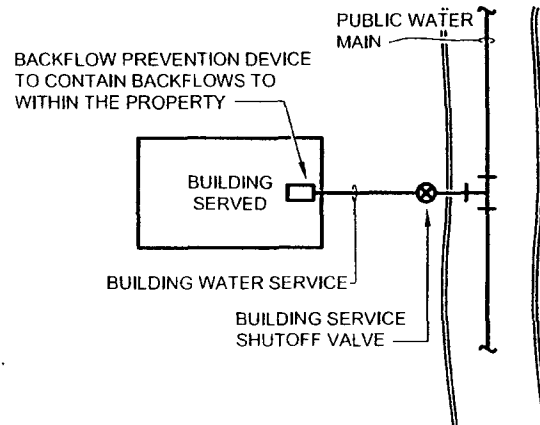 PUBLIC WATER
MAIN
BACKFLOW PREVENTION DEVICE
TO CONTAIN BACKFLOWS TO
WITHIN THE PROPERTY
BUILDING
SERVED
BUILDING WATER SERVICE
BUILDING SERVICE
SHUTOFF VALVE